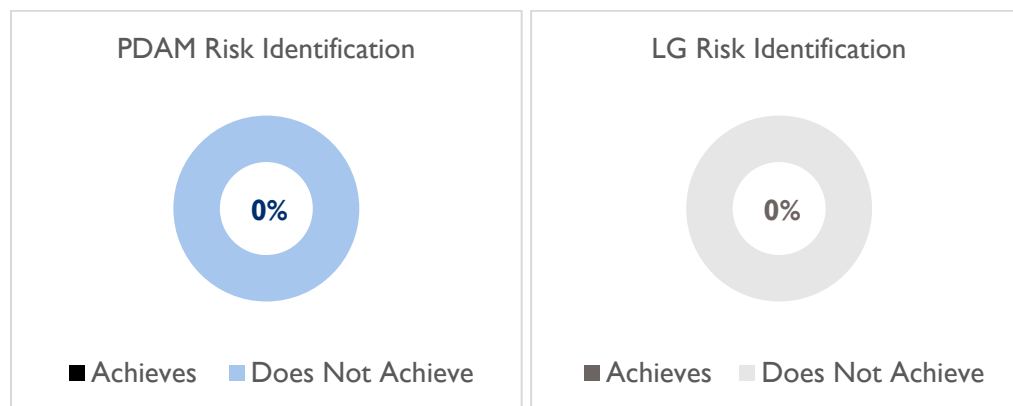 PDAM Risk Identification
0%
Achieves
Does Not Achieve
LG Risk Identification
0%
Achieves
Does Not Achieve